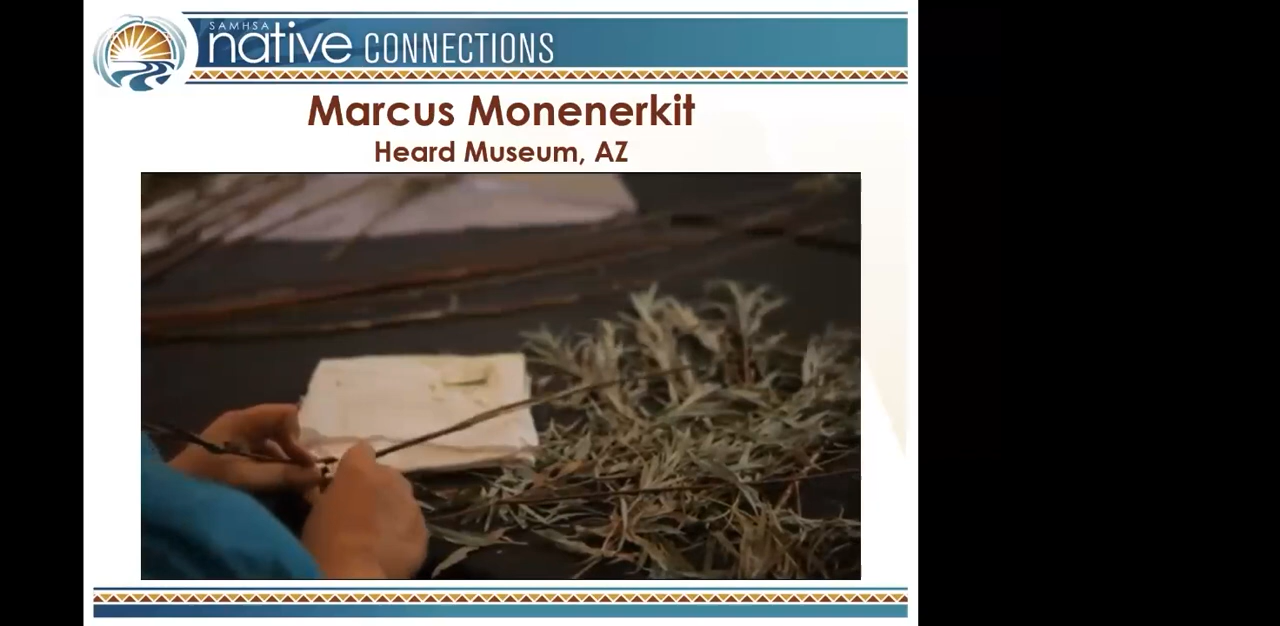 SAMHSA
native CONNECTIONS
Marcus Monenerkit
Heard Museum, AZ